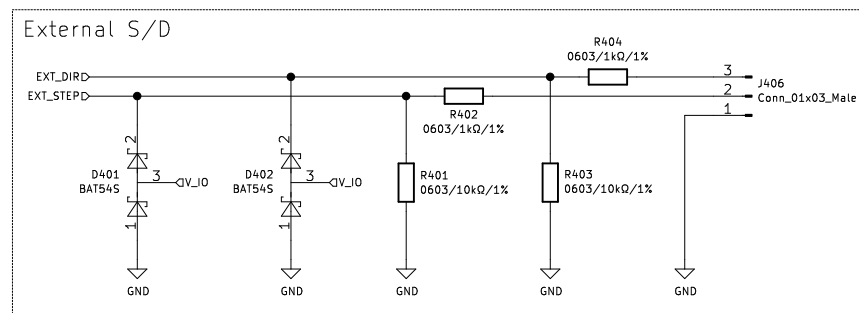 External S/D
R404
0603/1kΩ/1%
EXT_DIR
3
J406
EXT_STEP
2
Conn_01x03_Male
1
R402
0603/1kΩ/1%
2
2
D401
BAT54S
3
V_IO
D402
BAT54S
3
V_IO
R401
0603/10kΩ/1%
R403
0603/10kΩ/1%
1
1
GND
GND
GND
GND
GND